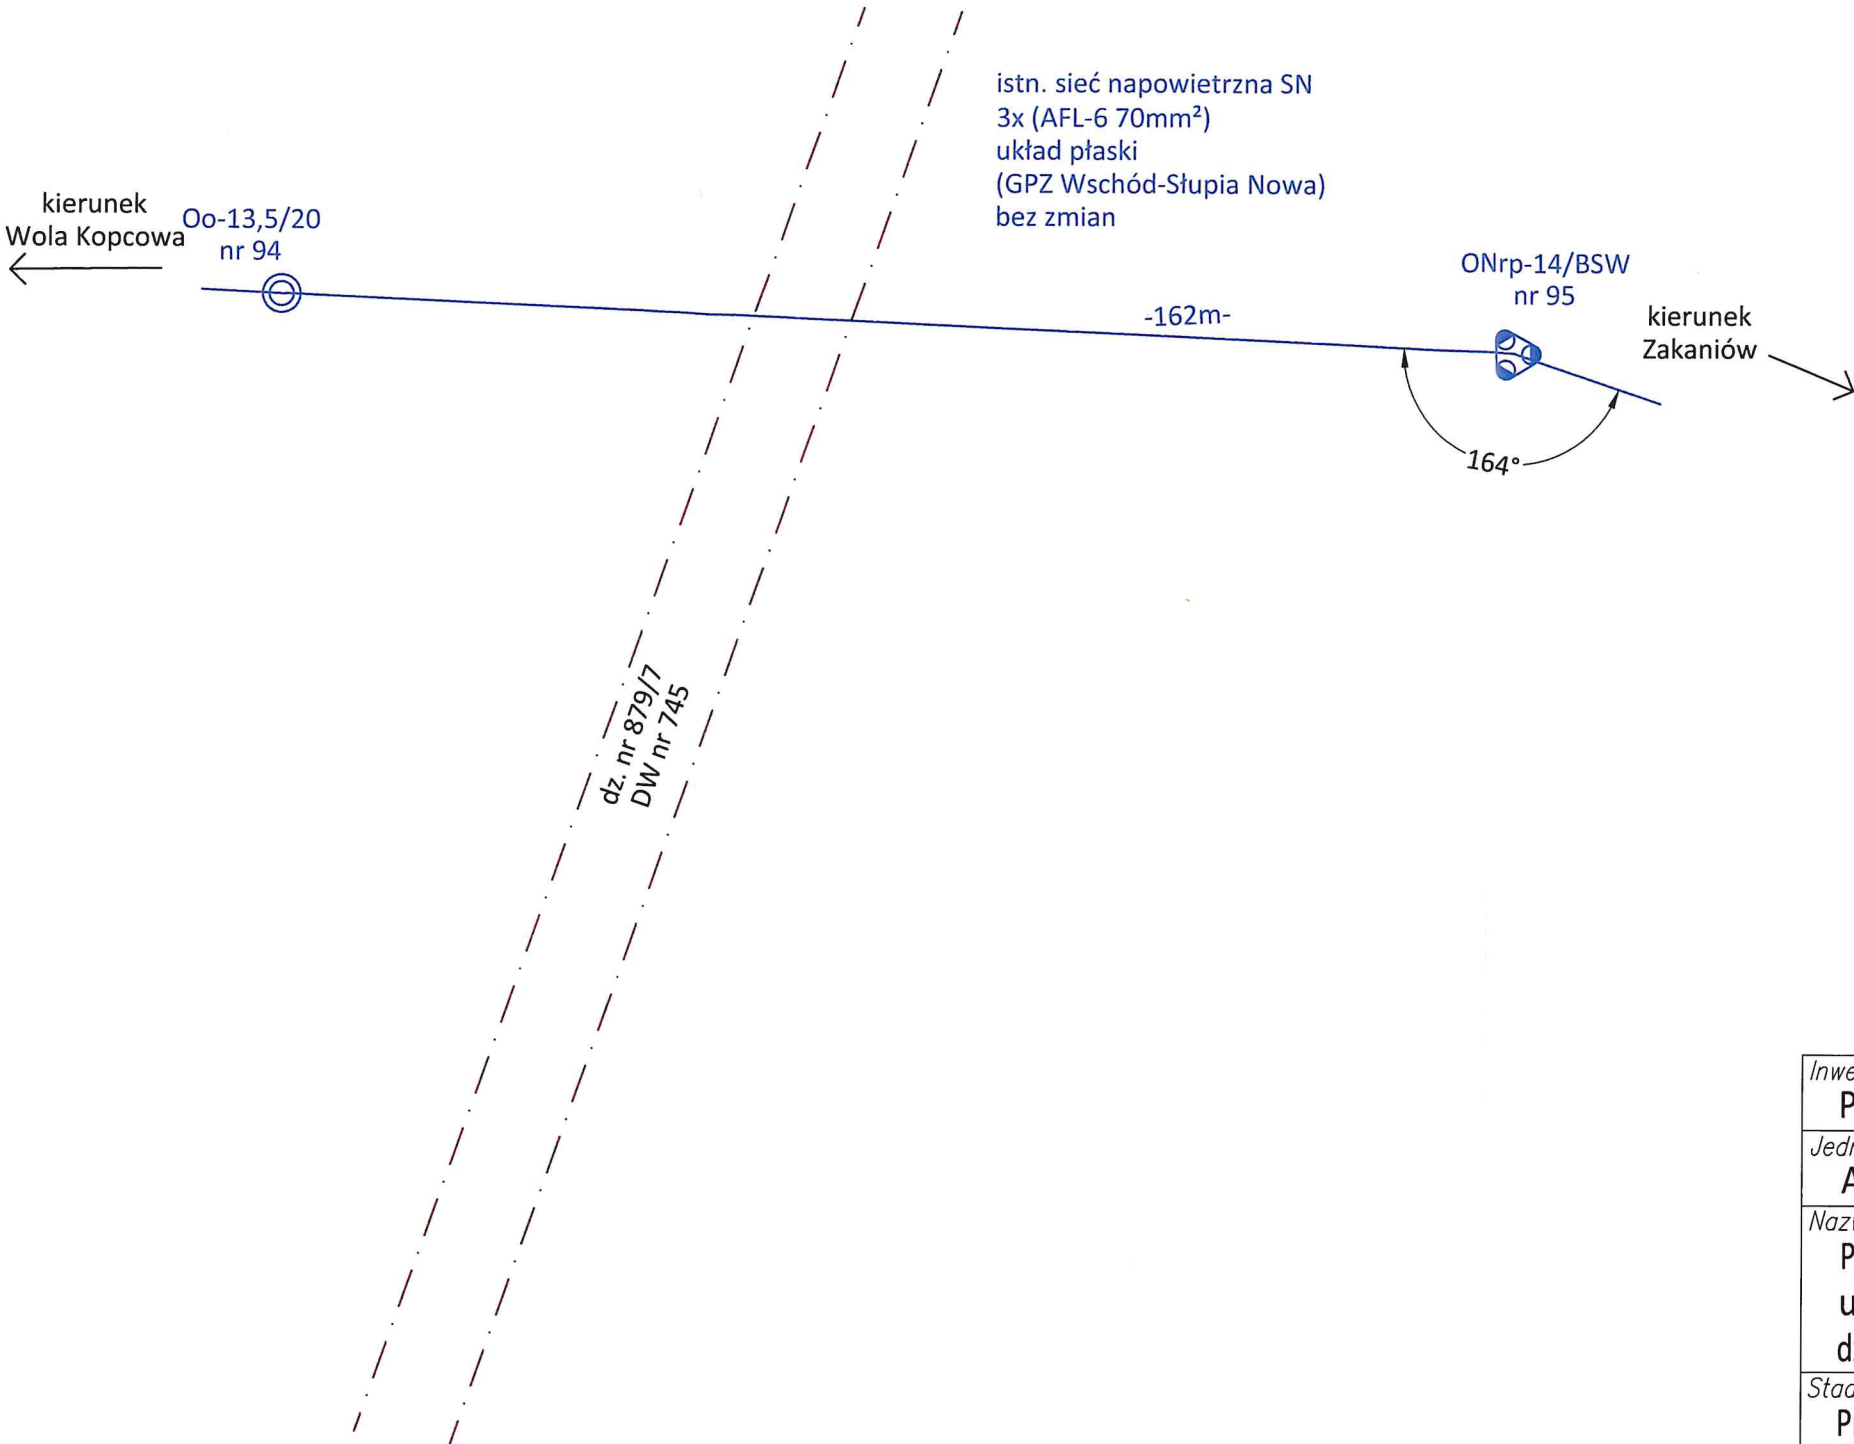 istn. sieć napowietrzna SN
3x (AFL-6 70mm²)
układ płaski
(GPZ Wschód-Słupia Nowa)
bez zmian
kierunek
Wola Kopcowa
Oo-13,5/20
nr 94
ONrp-14/BSW
nr 95
-162m-
kierunek
Zakaniów
164°
dz. nr 879/7
DW nr 745